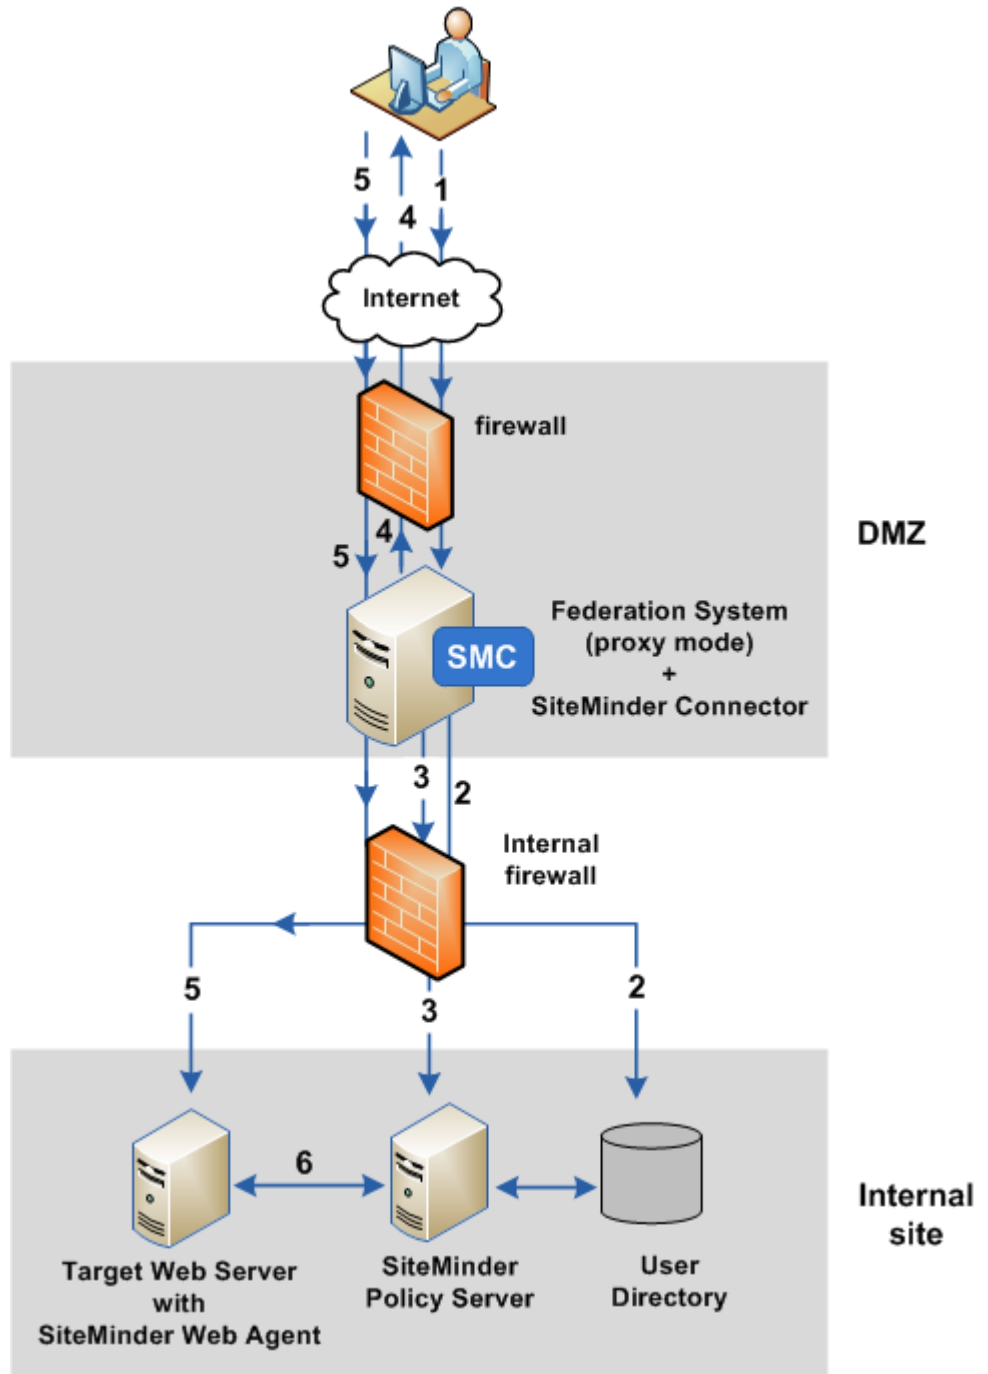 5
1
4
Internet
firewall
4
5
DMZ
Federation System
(proxy mode)
+
SiteMinder Connector
SMC
3
2
Internal
firewall
5
3
2
6
Target Web Server
with
SiteMinder Web Agent
SiteMinder
Policy Server
User
Directory
Internal
site